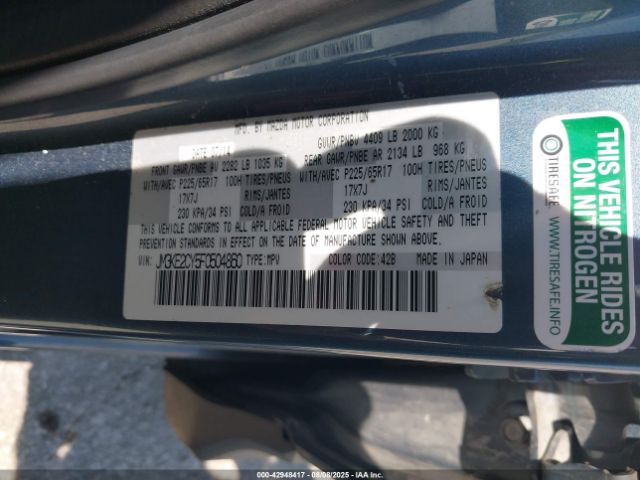 MFD. BY MAZDA MOTOR CORPORATION
DATE 07/14 GVWR/PNBV 4409 LB 2000 KG
FRONT GAWR/PNBE AV 2282 LB 1035 KG REAR GAWR/PNBE AR 2134 LB 968 KG
WITH/AVEC P225/65R17 100H TIRES/PNEUS WITH/AVEC P225/65R17 100H TIRES/PNEUS
17X7J RIMS/JANTES 17X7J RIMS/JANTES
230 KPA/34 PSI COLD/A FROID 230 KPA/34 PSI COLD/A FROID
THIS VEHICLE CONFORMS TO ALL APPLICABLE FEDERAL MOTOR VEHICLE SAFETY AND THEFT
PREVENTION STANDARDS IN EFFECT ON THE DATE OF MANUFACTURE SHOWN ABOVE.
VIN: JM3KE2CY5F0504860 TYPE:MPV COLOR CODE:42B MADE IN JAPAN
TIRESAFE
WWW.TIRESAFE.INFO
THIS VEHICLE RIDES
ON NITROGEN
000-42948417 - 08/08/2025 - Copyright IAA, LLC.